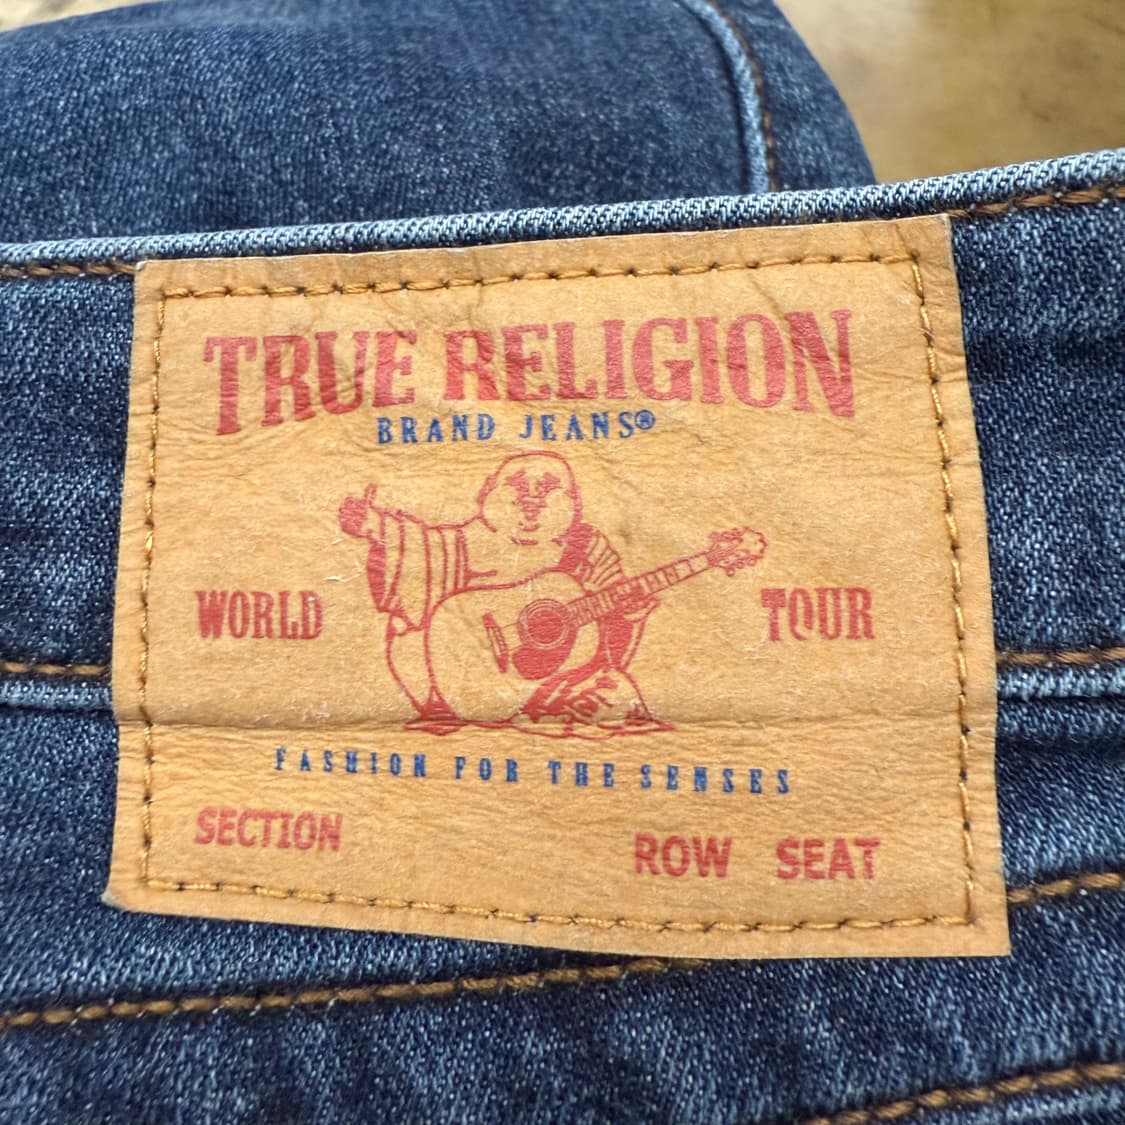 TRUE RELIGION
BRAND JEANS®
WORLD TOUR
FASHION FOR THE SENSES
SECTION ROW SEAT